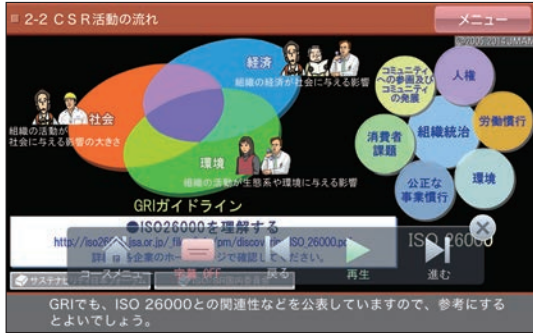 2-2 CSR活動の流れ
メニュー
© 2005,2014 JMAM
経済
組織の経済が社会に与える影響
社会
組織の活動が
社会に与える影響の大きさ
環境
組織の活動が生態系や環境に与える影響
GRIガイドライン
コミュニティ
への参画及び
コミュニティ
の発展
人権
労働慣行
組織統治
消費者
課題
環境
公正な
事業慣行
ISO 26000
●ISO26000を理解する
コースメニュー
字幕 OFF
戻る
再生
進む
GRIでも、ISO 26000との関連性などを公表していますので、参考にする
とよいでしょう。